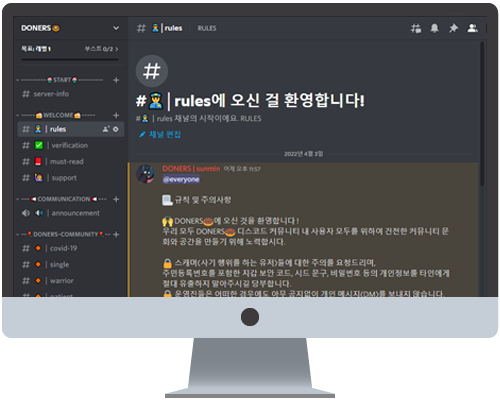 DONERS
# | rules RULES
목표: 레벨 1 부스트 0/2 >
START
# server-info
WELCOME
# | rules
# | verification
# | must-read
# | support
COMMUNICATION
| announcement
DONERS-COMMUNITY
# | covid-19
# | single
# | warrior
# | patient
#
# | rules에 오신 걸 환영합니다!
# | rules 채널의 시작이에요. RULES
채널 편집
2022년 4월 2일
DONERS | sunmin 어제 오후 11:57
@everyone
규칙 및 주의사항
DONERS에 오신 것을 환영합니다 !
우리 모두 DONERS 디스코드 커뮤니티 내 사용자 모두를 위하여 건전한 커뮤니티 문
화와 공간을 만들기 위해 노력합시다.
스캐머(사기 행위를 하는 유저)들에 대한 주의를 요청드리며,
주민등록번호를 포함한 지갑 보안 코드, 시드 문구, 비밀번호 등의 개인정보를 타인에게
절대 유출하지 말아주시길 당부합니다.
운영진들은 어떠한 경우에도 아무 공지없이 개인 메시지(DM)를 보내지 않습니다.